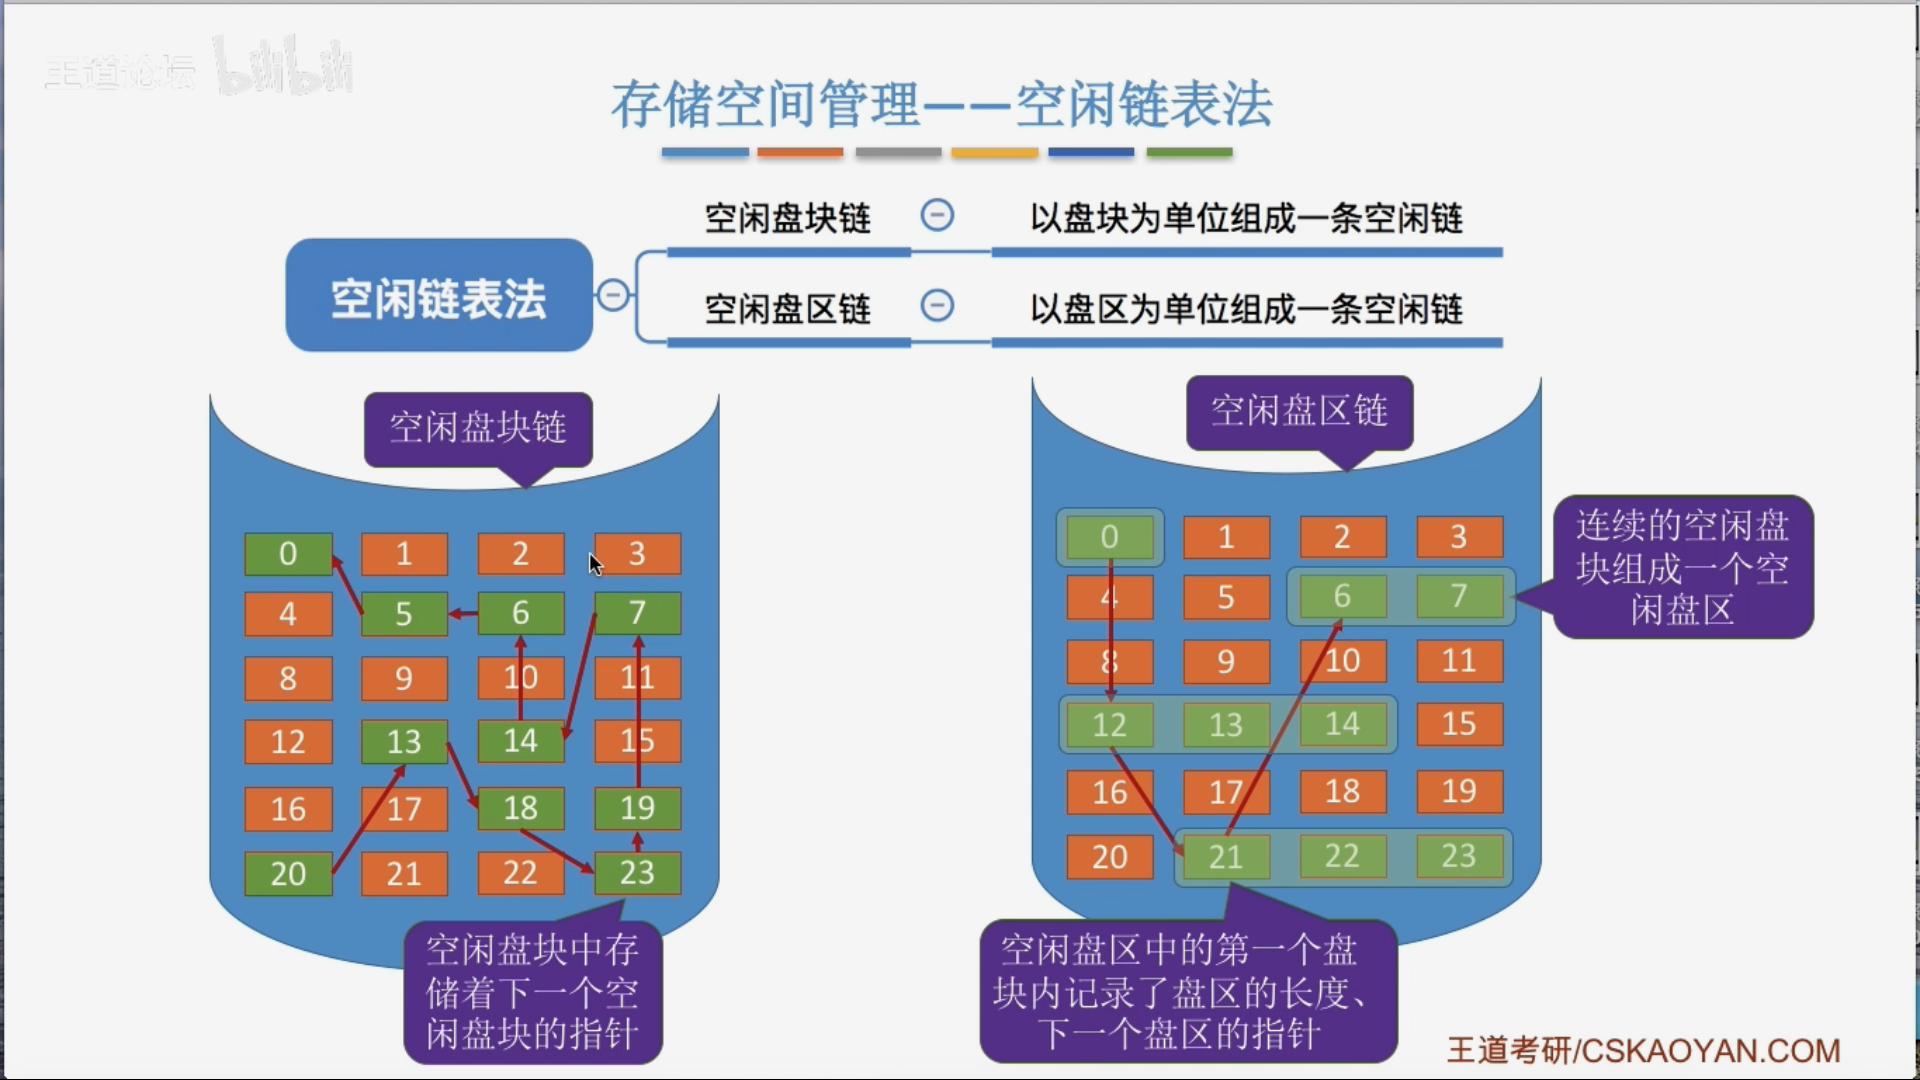 王道论坛 bilibili
存储空间管理——空闲链表法
空闲链表法
空闲盘块链
以盘块为单位组成一条空闲链
空闲盘区链
以盘区为单位组成一条空闲链
空闲盘块链
0 1 2 3
4 5 6 7
8 9 10 11
12 13 14 15
16 17 18 19
20 21 22 23
空闲盘块中存
储着下一个空
闲盘块的指针
空闲盘区链
0 1 2 3
4 5 6 7
8 9 10 11
12 13 14 15
16 17 18 19
20 21 22 23
连续的空闲盘
块组成一个空
闲盘区
空闲盘区中的第一个盘
块内记录了盘区的长度、
下一个盘区的指针
王道考研/CSKAOYAN.COM